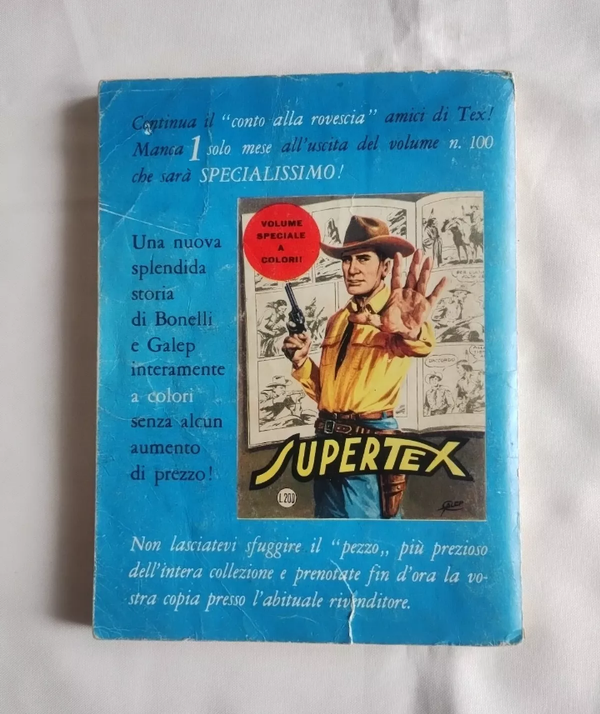 Continua il "conto alla rovescia" amici di Tex!
Manca 1 solo mese all'uscita del volume n. 100
che sarà SPECIALISSIMO!
Una nuova
splendida
storia
di Bonelli
e Galep
interamente
a colori
senza alcun
aumento
di prezzo!
VOLUME
SPECIALE
A
COLORI!
SUPERTEX
L.200
GALEP
Non lasciatevi sfuggire il "pezzo,, più prezioso
dell'intera collezione e prenotate fin d'ora la vo-
stra copia presso l'abituale rivenditore.